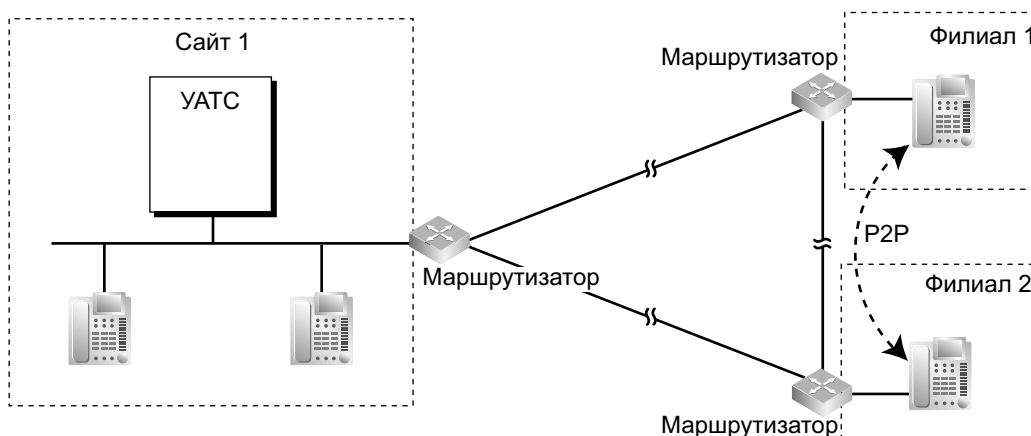 Сайт 1
УАТС
Маршрутизатор
Маршрутизатор
Филиал 1
P2P
Филиал 2
Маршрутизатор